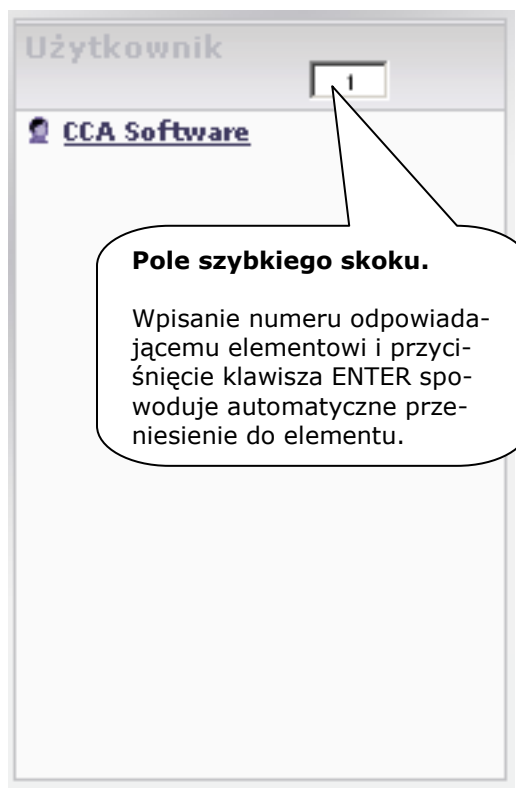 Użytkownik
1
CCA Software
Pole szybkiego skoku.
Wpisanie numeru odpowiada-
jącemu elementowi i przyci-
śnięcie klawisza ENTER spo-
woduje automatyczne prze-
niesienie do elementu.